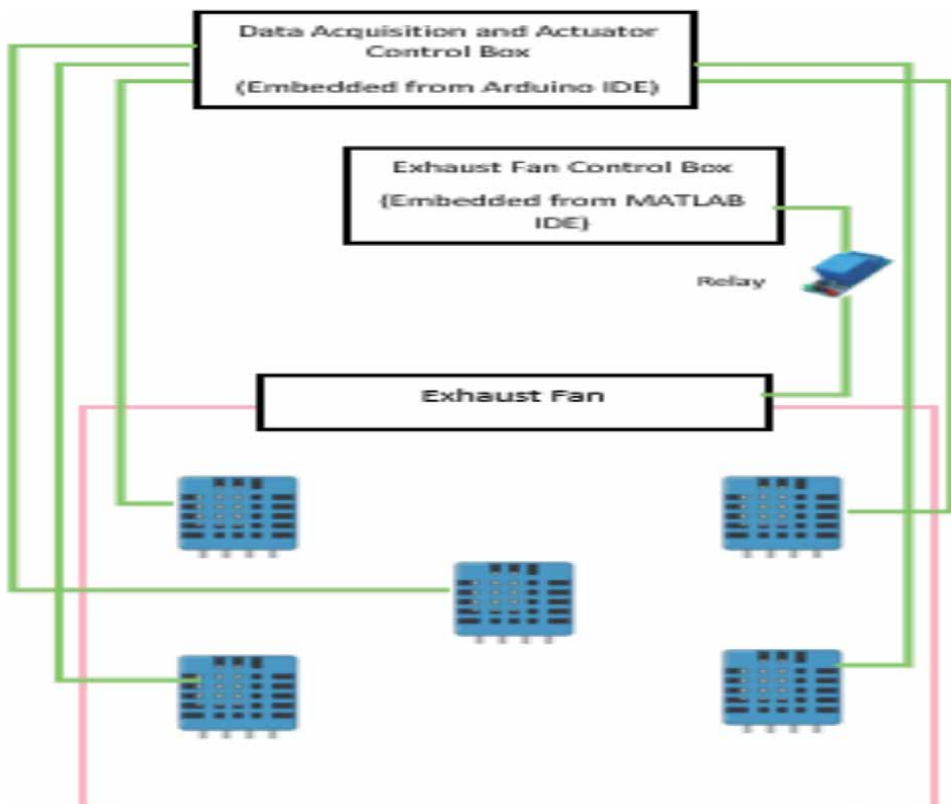 Data Acquisition and Actuator
Control Box
(Embedded from Arduino IDE)
Exhaust Fan Control Box
(Embedded from MATLAB
IDE)
Relay
Exhaust Fan